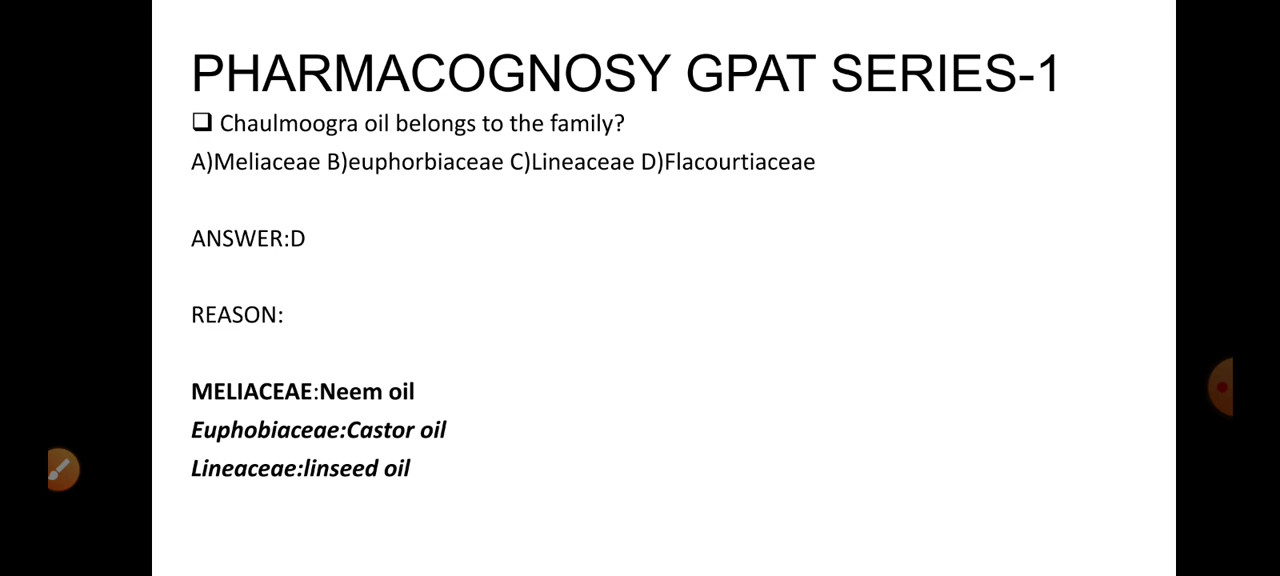 PHARMACOGNOSY GPAT SERIES-1
❑ Chaulmoogra oil belongs to the family?
A)Meliaceae B)euphorbiaceae C)Lineaceae D)Flacourtiaceae
ANSWER:D
REASON:
MELIACEAE:Neem oil
Euphobiaceae:Castor oil
Lineaceae:linseed oil